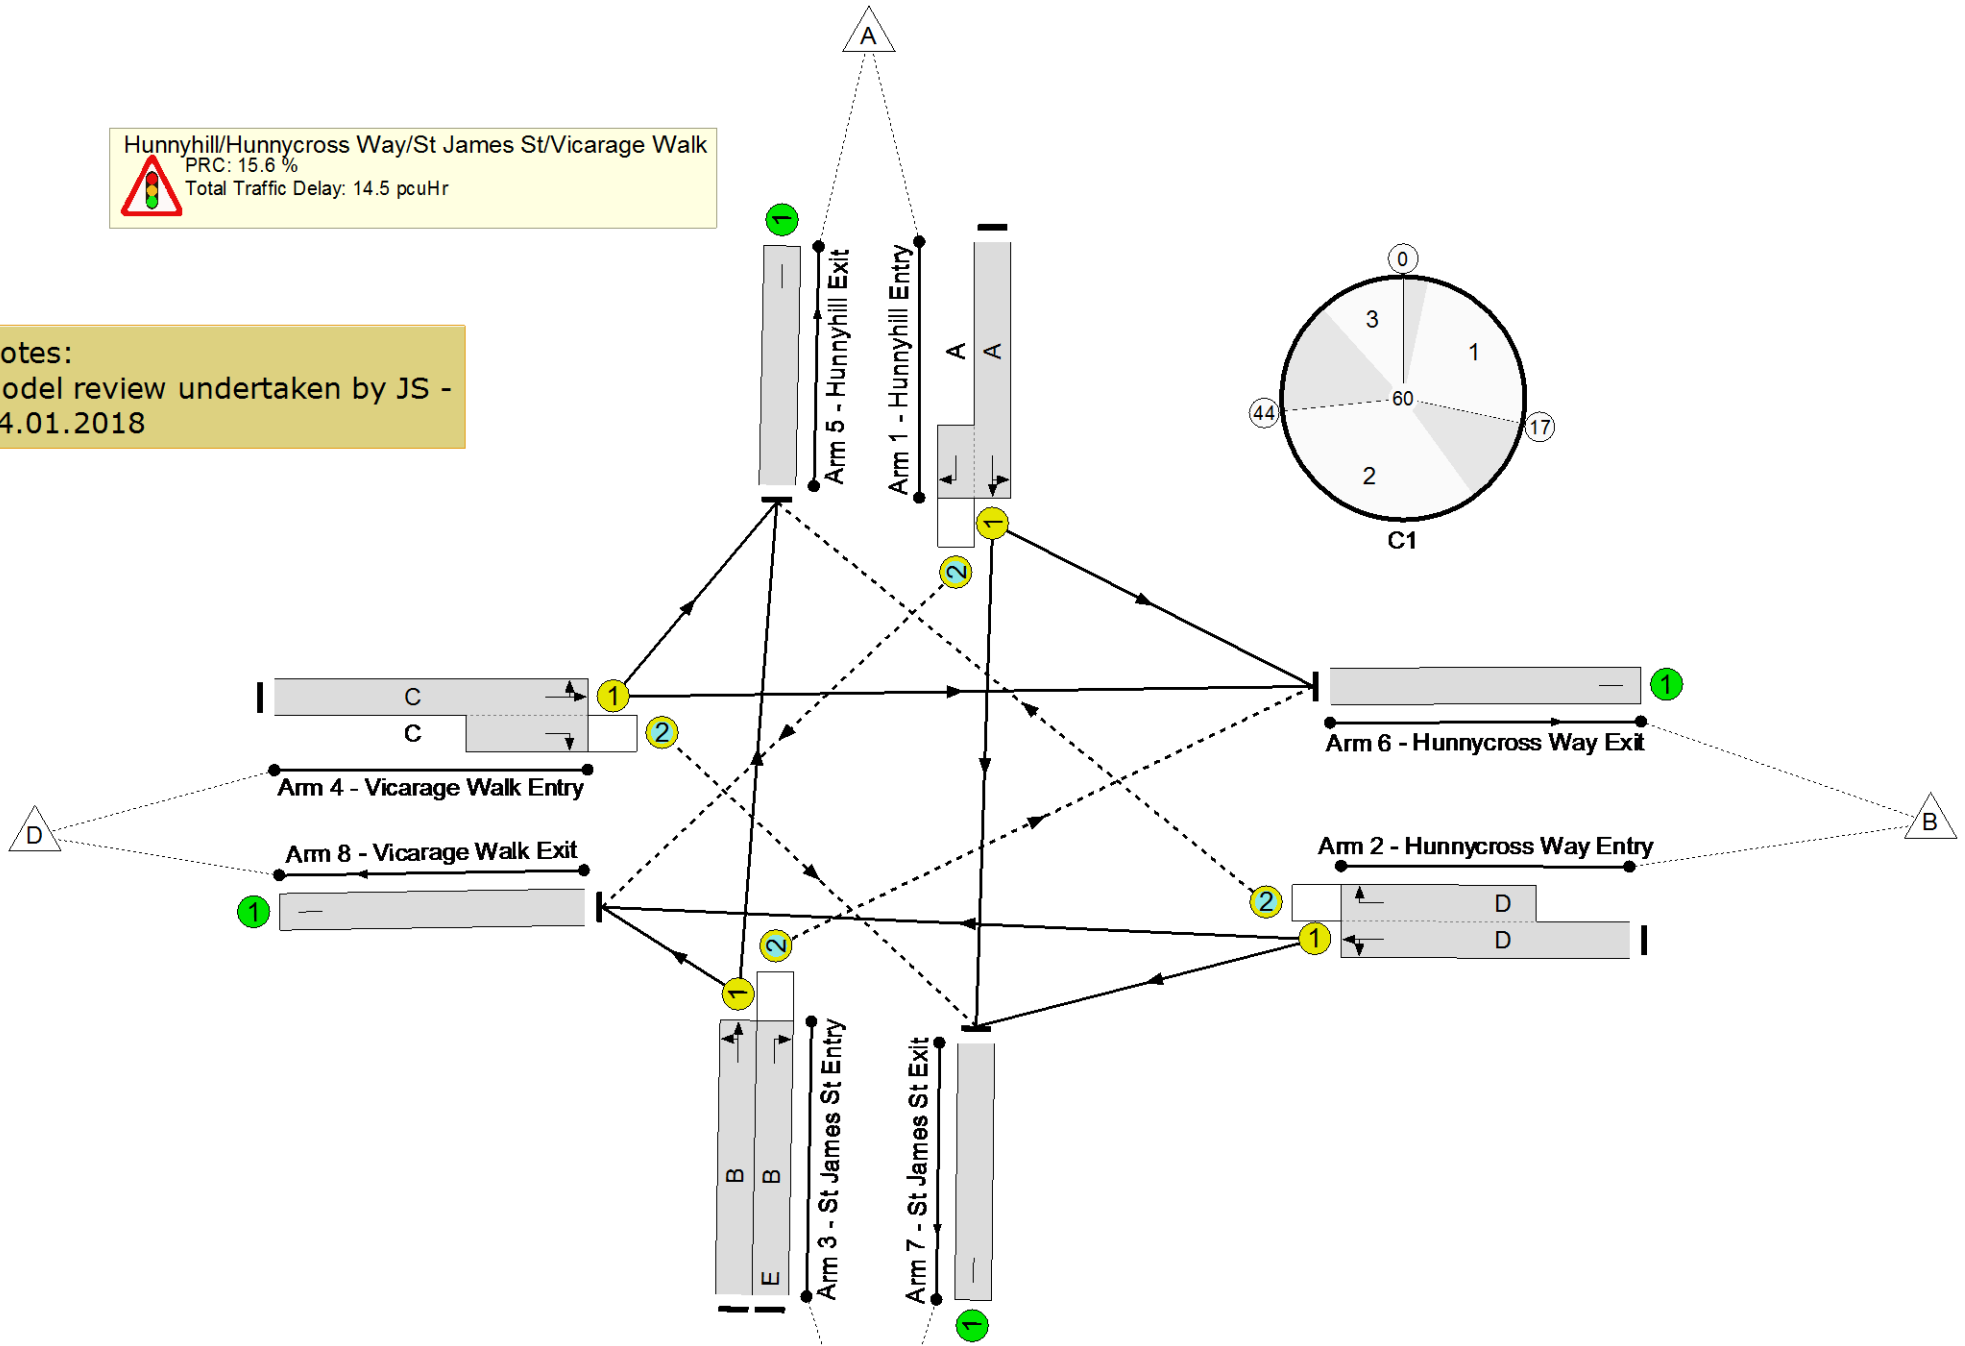 A
Hunnyhill/Hunnycross Way/St James St/Vicarage Walk
PRC: 15.6 %
Total Traffic Delay: 14.5 pcuHr
otes:
odel review undertaken by JS -
4.01.2018
1
Arm 5 - Hunnyhill Exit
Arm 1 - Hunnyhill Entry
A
A
1
2
0
3
1
60
44
17
2
C1
C
C
1
2
Arm 4 - Vicarage Walk Entry
D
Arm 8 - Vicarage Walk Exit
1
1
Arm 6 - Hunnycross Way Exit
B
Arm 2 - Hunnycross Way Entry
2
1
D
D
2
1
B
B
E
Arm 3 - St James St Entry
Arm 7 - St James St Exit
1